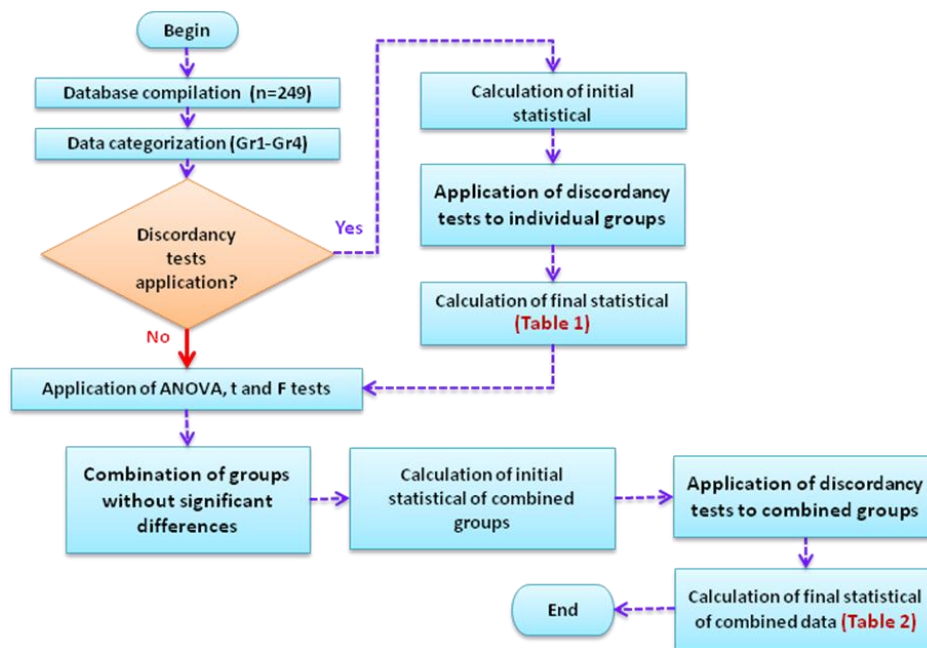 Begin
Database compilation (n=249)
Data categorization (Gr1-Gr4)
Discordancy
tests
application?
Yes
No
Calculation of initial
statistical
Application of discordancy
tests to individual groups
Calculation of final statistical
(Table 1)
Application of ANOVA, t and F tests
Combination of groups
without significant
differences
Calculation of initial
statistical of combined
groups
Application of discordancy
tests to combined groups
Calculation of final statistical
of combined data (Table 2)
End